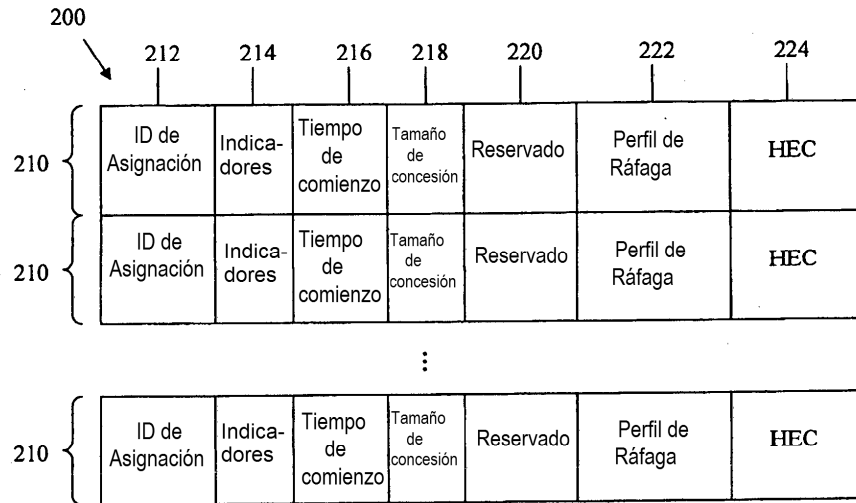 200
212 214 216 218 220 222 224
210
ID de Asignación
Indica-dores
Tiempo de comienzo
Tamaño de concesión
Reservado
Perfil de Ráfaga
HEC
210
ID de Asignación
Indica-dores
Tiempo de comienzo
Tamaño de concesión
Reservado
Perfil de Ráfaga
HEC
⋮
210
ID de Asignación
Indica-dores
Tiempo de comienzo
Tamaño de concesión
Reservado
Perfil de Ráfaga
HEC